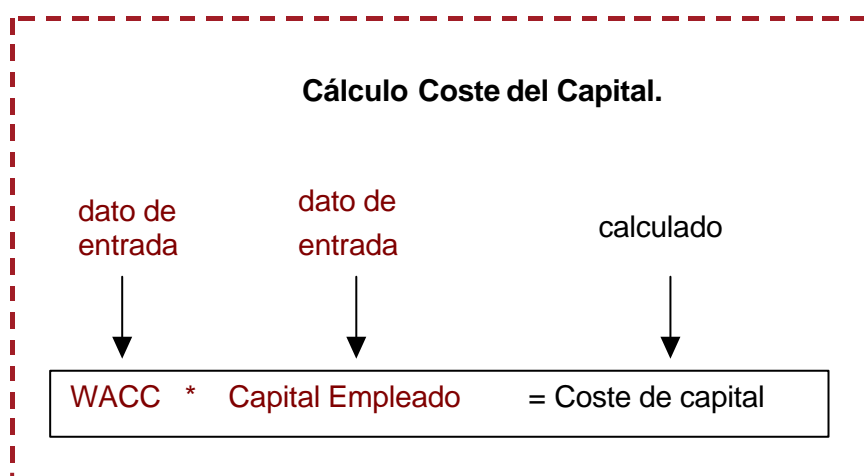 Cálculo Coste del Capital.
dato de
entrada
dato de
entrada
calculado
WACC * Capital Empleado = Coste de capital